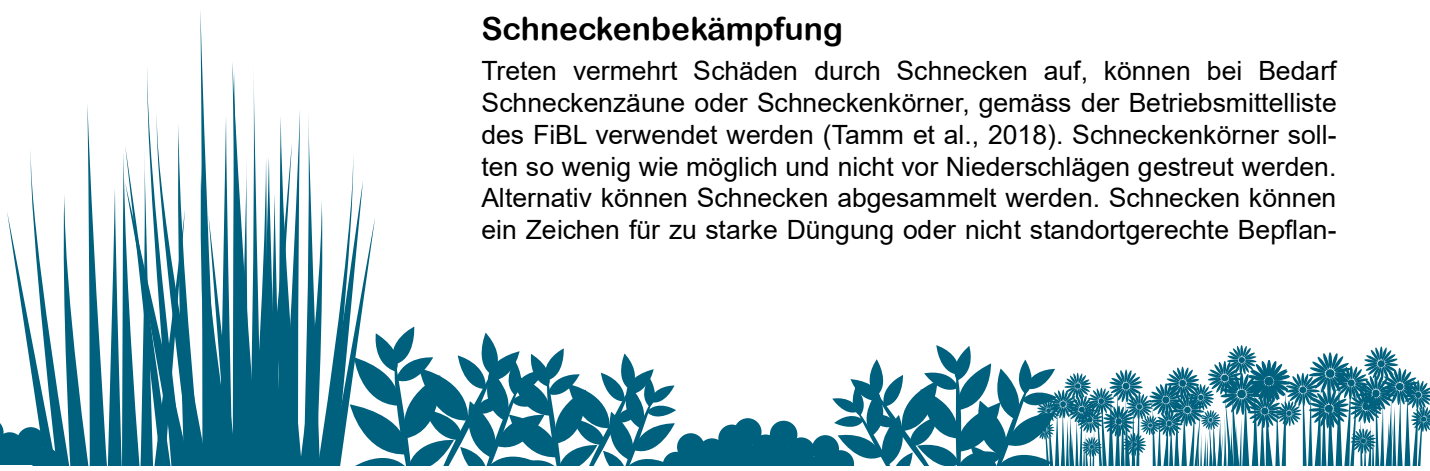 Schneckenbekämpfung
Treten vermehrt Schäden durch Schnecken auf, können bei Bedarf
Schneckenzäune oder Schneckenkörner, gemäss der Betriebsmittelliste
des FiBL verwendet werden (Tamm et al., 2018). Schneckenkörner soll-
ten so wenig wie möglich und nicht vor Niederschlägen gestreut werden.
Alternativ können Schnecken abgesammelt werden. Schnecken können
ein Zeichen für zu starke Düngung oder nicht standortgerechte Bepflan-